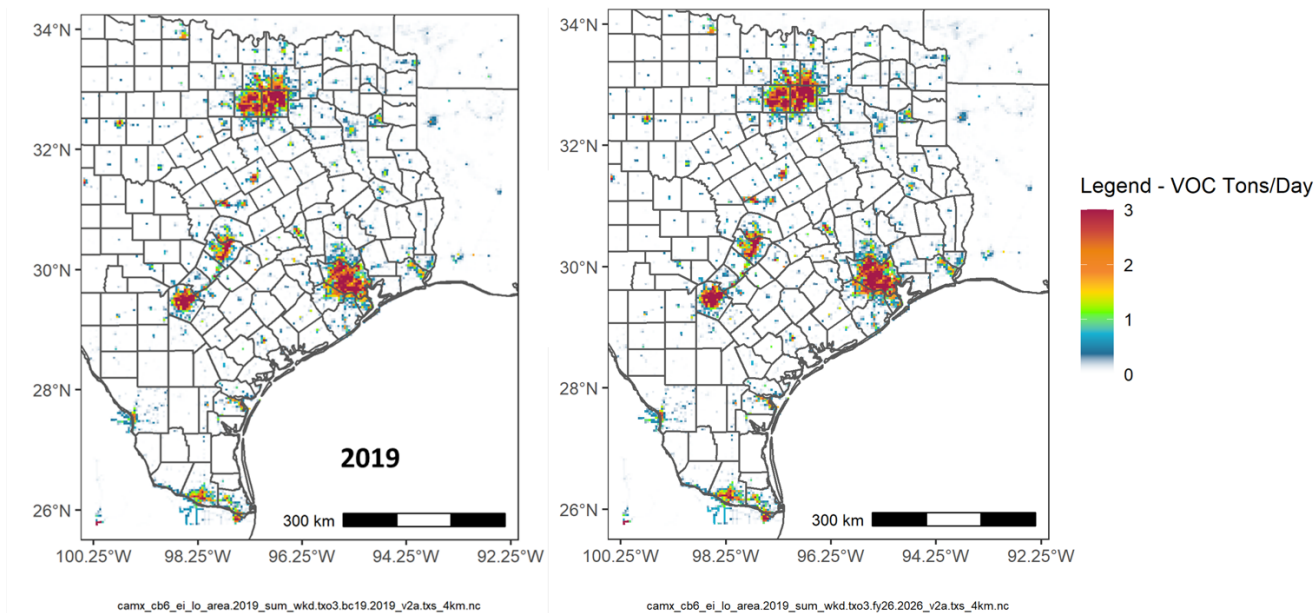 34°N
32°N
30°N
28°N
26°N
2019
300 km
100.25°W 98.25°W 96.25°W 94.25°W 92.25°W
camx_cb6_ei_lo_area.2019_sum_wkd.txo3.bc19.2019_v2a.txs_4km.nc
34°N
32°N
30°N
28°N
26°N
300 km
100.25°W 98.25°W 96.25°W 94.25°W 92.25°W
camx_cb6_ei_lo_area.2019_sum_wkd.txo3.fy26.2026_v2a.txs_4km.nc
Legend - VOC Tons/Day
3
2
1
0